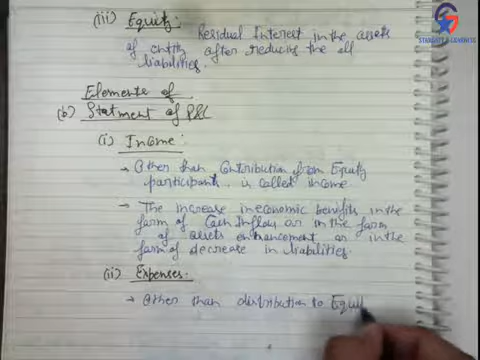 (iii) Equity: Residual Interest in the assets
of entity after reducing the all
liabilities.
Elements of
(b) Statment of P&L
(i) Income:
→ Other than Contribution from Equity
participants is called income
→ The increase in economic benefits in the
form of Cash Inflow or in the form
of assets enhancement or in the
form of decrease in liabilities.
(ii) Expenses.
→ Other than distribution to Equi